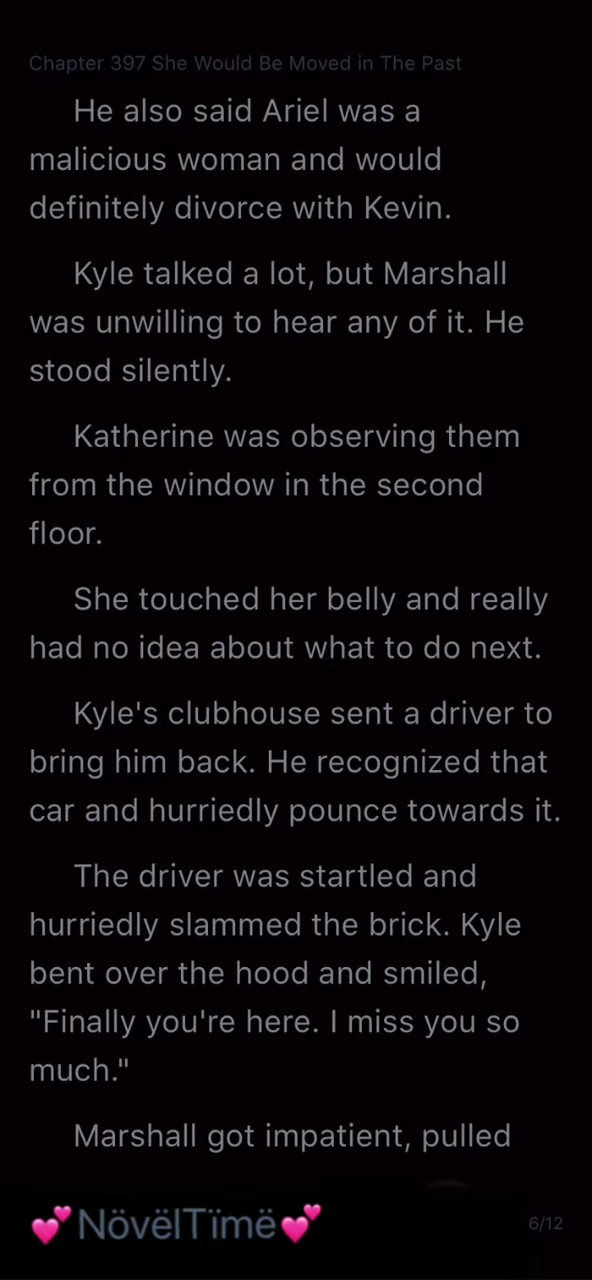 Chapter 397 She Would Be Moved in The Past
He also said Ariel was a
malicious woman and would
definitely divorce with Kevin.
Kyle talked a lot, but Marshall
was unwilling to hear any of it. He
stood silently.
Katherine was observing them
from the window in the second
floor.
She touched her belly and really
had no idea about what to do next.
Kyle's clubhouse sent a driver to
bring him back. He recognized that
car and hurriedly pounce towards it.
The driver was startled and
hurriedly slammed the brick. Kyle
bent over the hood and smiled,
"Finally you're here. I miss you so
much."
Marshall got impatient, pulled
💕NövëlTïmë💕
6/12